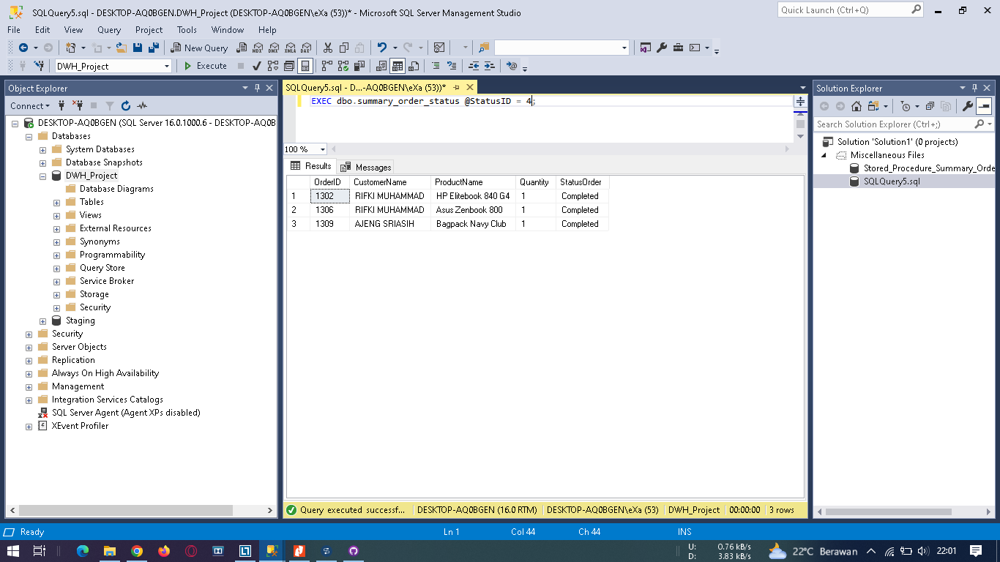 SQLQuery5.sql - DESKTOP-AQ0BGEN.DWH_Project (DESKTOP-AQ0BGEN\eXa (53))* - Microsoft SQL Server Management Studio
Quick Launch (Ctrl+Q)
File Edit View Query Project Tools Window Help
New Query MDX DMX XMLA DAX
DWH_Project Execute
Object Explorer
Connect
DESKTOP-AQ0BGEN (SQL Server 16.0.1000.6 - DESKTOP-AQ0B
Databases
System Databases
Database Snapshots
DWH_Project
Database Diagrams
Tables
Views
External Resources
Synonyms
Programmability
Query Store
Service Broker
Storage
Security
Staging
Security
Server Objects
Replication
Always On High Availability
Management
Integration Services Catalogs
SQL Server Agent (Agent XPs disabled)
XEvent Profiler
SQLQuery5.sql - D...-AQ0BGEN\eXa (53))*
EXEC dbo.summary_order_status @StatusID = 4;
100 %
Results Messages
OrderID CustomerName ProductName Quantity StatusOrder
1 1302 RIFKI MUHAMMAD HP Elitebook 840 G4 1 Completed
2 1306 RIFKI MUHAMMAD Asus Zenbook 800 1 Completed
3 1309 AJENG SRIASIH Bagpack Navy Club 1 Completed
Query executed successf... DESKTOP-AQ0BGEN (16.0 RTM) DESKTOP-AQ0BGEN\eXa (53) DWH_Project 00:00:00 3 rows
Solution Explorer
Search Solution Explorer (Ctrl+;)
Solution 'Solution1' (0 projects)
Miscellaneous Files
Stored_Procedure_Summary_Orde
SQLQuery5.sql
Ready Ln 1 Col 44 Ch 44 INS
U: 0.76 kB/s
D: 3.83 kB/s
22°C Berawan 22:01